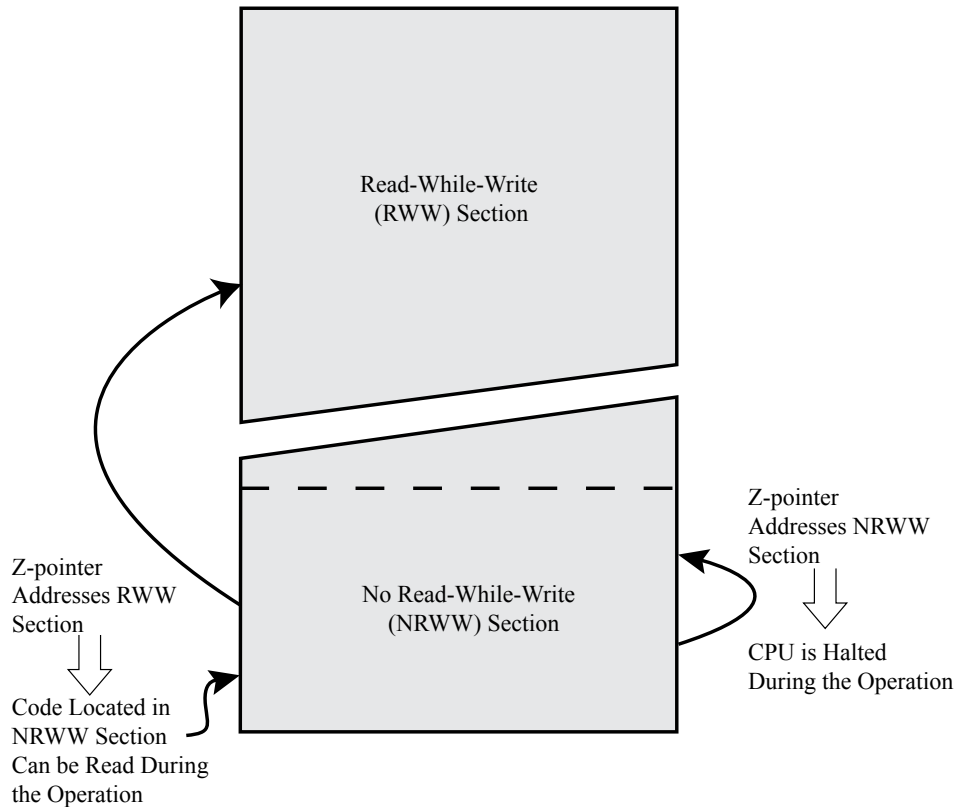 Read-While-Write
(RWW) Section
Z-pointer
Addresses RWW
Section
Code Located in
NRWW Section
Can be Read During
the Operation
No Read-While-Write
(NRWW) Section
Z-pointer
Addresses NRWW
Section
CPU is Halted
During the Operation